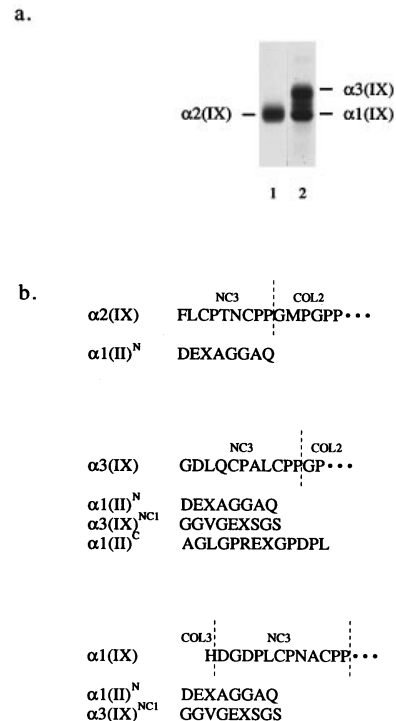 a.
α3(IX)
α2(IX) α1(IX)
1 2
b.
NC3 COL2
α2(IX) FLCPTNCPPGMPGPP•••
α1(II)N DEXAGGAQ
NC3 COL2
α3(IX) GDLQCPALCPPGP•••
α1(II)N DEXAGGAQ
α3(IX)NC1 GGVGEXSGS
α1(II)C AGLGPREXGPDPL
COL3 NC3
α1(IX) HDGDPLCPNACPP•••
α1(II)N DEXAGGAQ
α3(IX)NC1 GGVGEXSGS